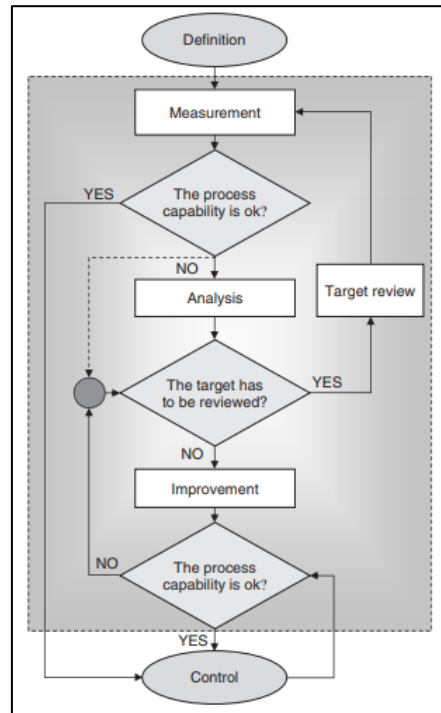 Definition
Measurement
YES
The process
capability is ok?
NO
Analysis
Target review
The target has
to be reviewed?
YES
NO
Improvement
NO
The process
capability is ok?
YES
Control